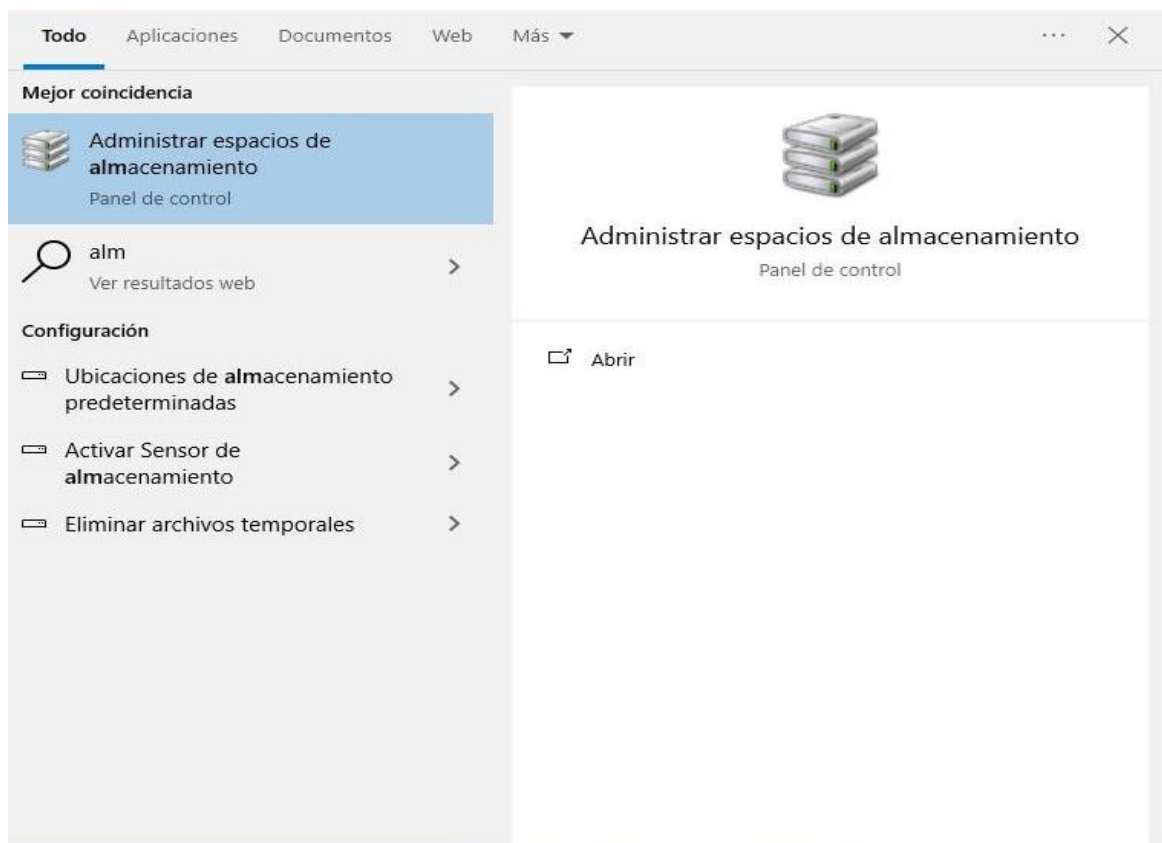 Todo Aplicaciones Documentos Web Más
Mejor coincidencia
Administrar espacios de
almacenamiento
Panel de control
alm
Ver resultados web
Configuración
Ubicaciones de almacenamiento
predeterminadas
Activar Sensor de
almacenamiento
Eliminar archivos temporales
Administrar espacios de almacenamiento
Panel de control
Abrir